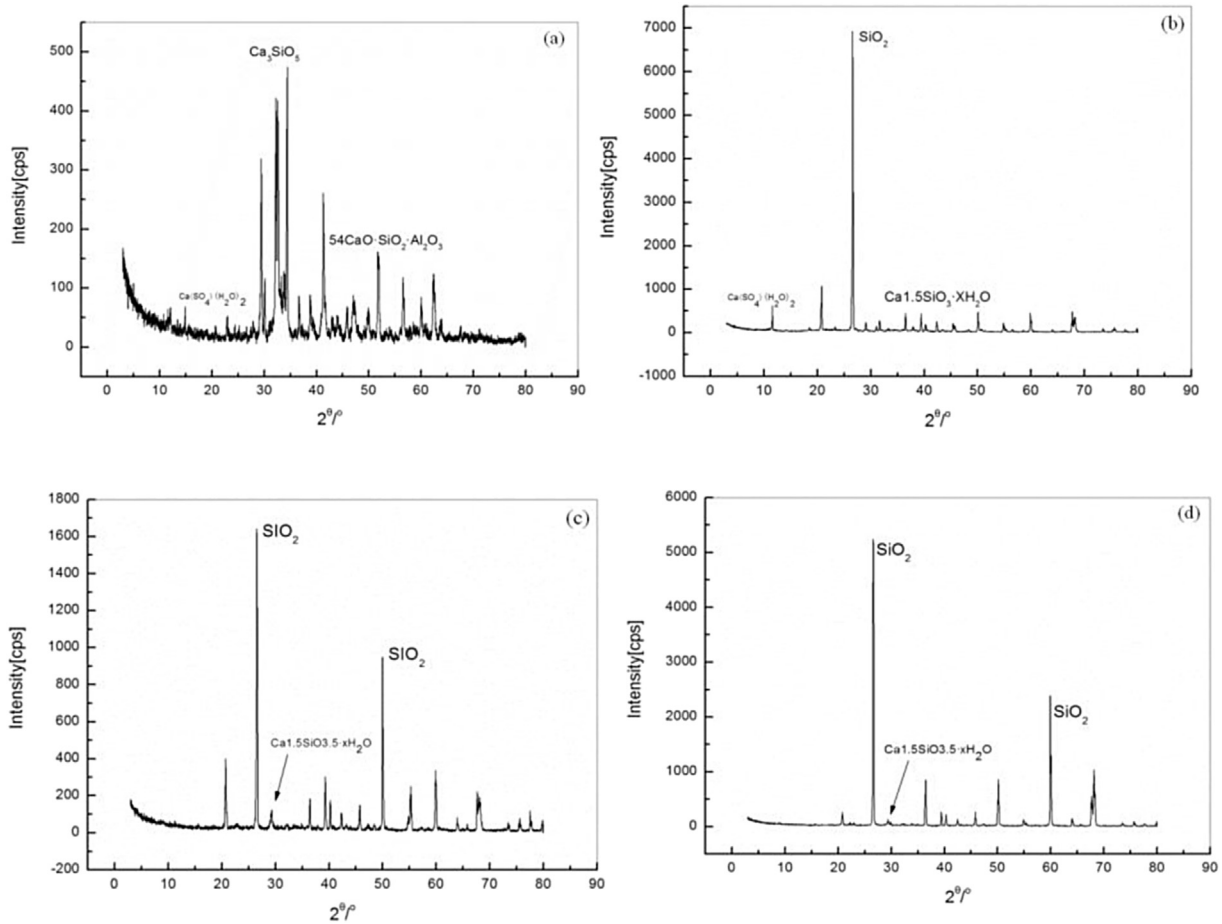 (a)
Ca₃SiO₅
54CaO·SiO₂·Al₂O₃
Ca(SO₄)(H₂O)₂
500
400
300
200
100
0
Intensity[cps]
0 10 20 30 40 50 60 70 80 90
2θ/°
(b)
SiO₂
Ca(SO₄)(H₂O)₂
Ca1.5SiO₃·XH₂O
7000
6000
5000
4000
3000
2000
1000
0
-1000
Intensity[cps]
0 10 20 30 40 50 60 70 80 90
2θ/°
(c)
SIO₂
SIO₂
Ca1.5SiO3.5·xH₂O
1800
1600
1400
1200
1000
800
600
400
200
0
-200
Intensity[cps]
0 10 20 30 40 50 60 70 80 90
2θ/°
(d)
SiO₂
SiO₂
Ca1.5SiO3.5·xH₂O
6000
5000
4000
3000
2000
1000
0
-1000
Intensity[cps]
0 10 20 30 40 50 60 70 80 90
2θ/°